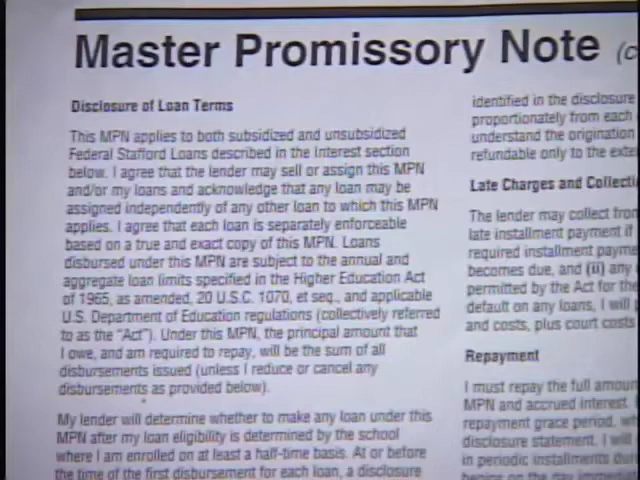 Master Promissory Note (c
Disclosure of Loan Terms
This MPN applies to both subsidized and unsubsidized
Federal Stafford Loans described in the Interest section
below. I agree that the lender may sell or assign this MPN
and/or my loans and acknowledge that any loan may be
assigned independently of any other loan to which this MPN
applies. I agree that each loan is separately enforceable
based on a true and exact copy of this MPN. Loans
disbursed under this MPN are subject to the annual and
aggregate loan limits specified in the Higher Education Act
of 1965, as amended, 20 U.S.C. 1070, et seq., and applicable
U.S. Department of Education regulations (collectively referred
to as the "Act"). Under this MPN, the principal amount that
I owe, and am required to repay, will be the sum of all
disbursements issued (unless I reduce or cancel any
disbursements as provided below).
My lender will determine whether to make any loan under this
MPN after my loan eligibility is determined by the school
where I am enrolled on at least a half-time basis. At or before
the time of the first disbursement for each loan, a disclosure
identified in the disclosure
proportionately from each
understand the origination
refundable only to the exte
Late Charges and Collecti
The lender may collect fro
late installment payment if
required installment payme
becomes due, and (ii) any
permitted by the Act for the
default on any loans, I will
and costs, plus court costs
Repayment
I must repay the full amoun
MPN and accrued interest.
repayment grace period, w
disclosure statement. I will
in periodic installments du
begins on the day immedi